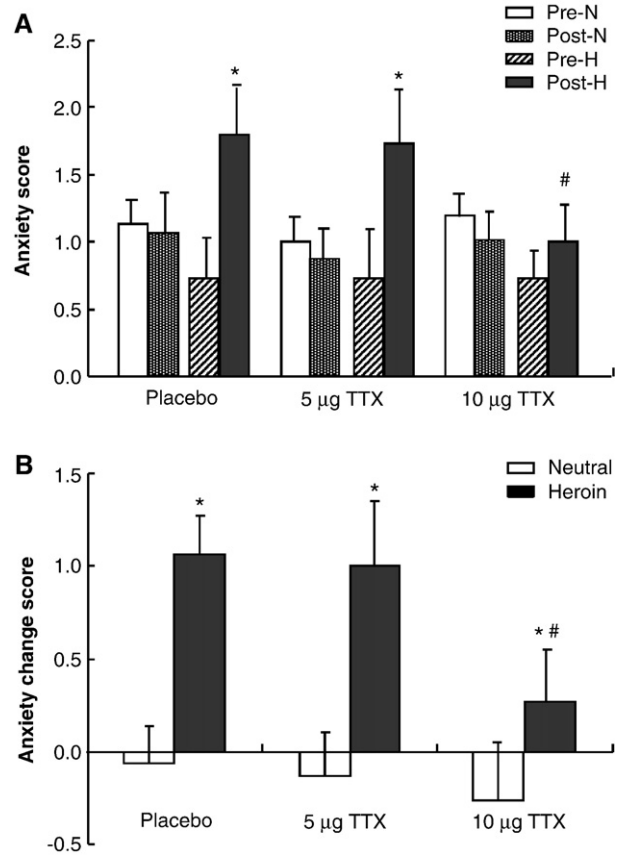 A
Pre-N
Post-N
Pre-H
Post-H
Anxiety score
2.5
2.0
1.5
1.0
0.5
0.0
* * #
Placebo 5 μg TTX 10 μg TTX
B
Neutral
Heroin
Anxiety change score
1.5
1.0
0.5
0.0
-0.5
* * * #
Placebo 5 μg TTX 10 μg TTX